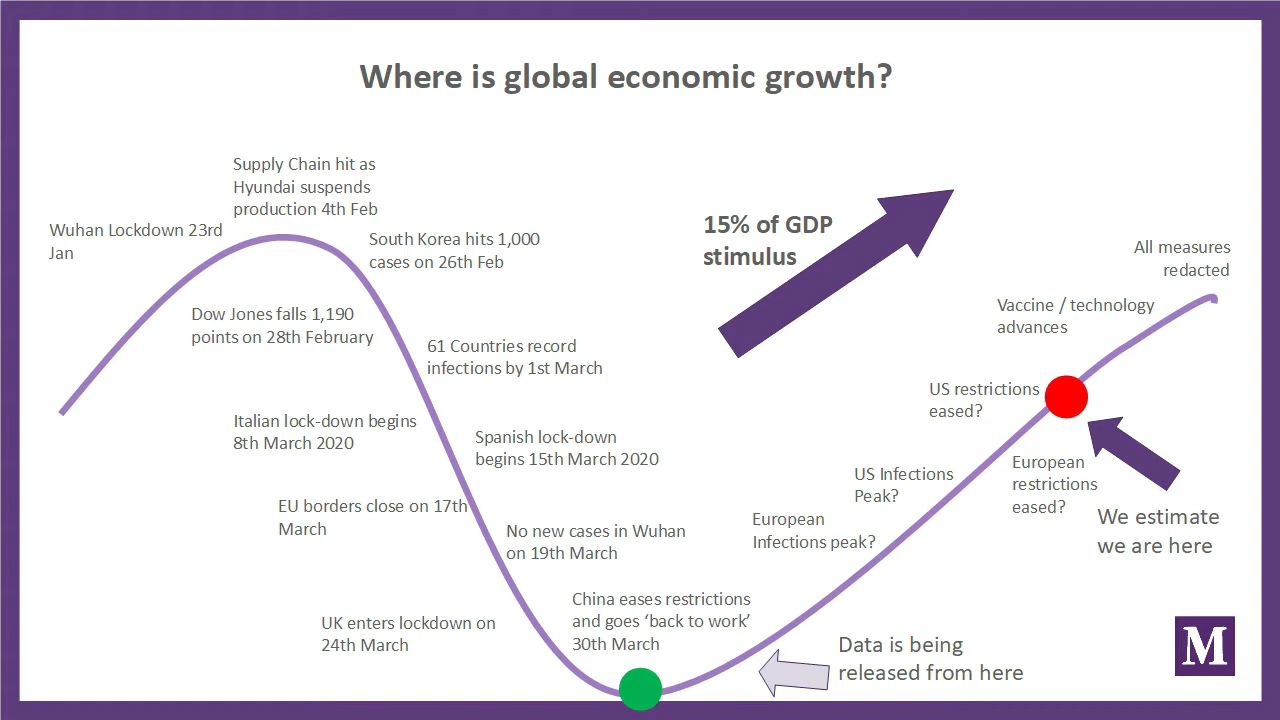 Where is global economic growth?
Supply Chain hit as
Hyundai suspends
production 4th Feb
Wuhan Lockdown 23rd
Jan
South Korea hits 1,000
cases on 26th Feb
15% of GDP
stimulus
All measures
redacted
Dow Jones falls 1,190
points on 28th February
Vaccine / technology
advances
61 Countries record
infections by 1st March
US restrictions
eased?
Italian lock-down begins
8th March 2020
Spanish lock-down
begins 15th March 2020
European
restrictions
eased?
US Infections
Peak?
EU borders close on 17th
March
European
Infections peak?
We estimate
we are here
No new cases in Wuhan
on 19th March
China eases restrictions
and goes ‘back to work’
30th March
UK enters lockdown on
24th March
Data is being
released from here
M